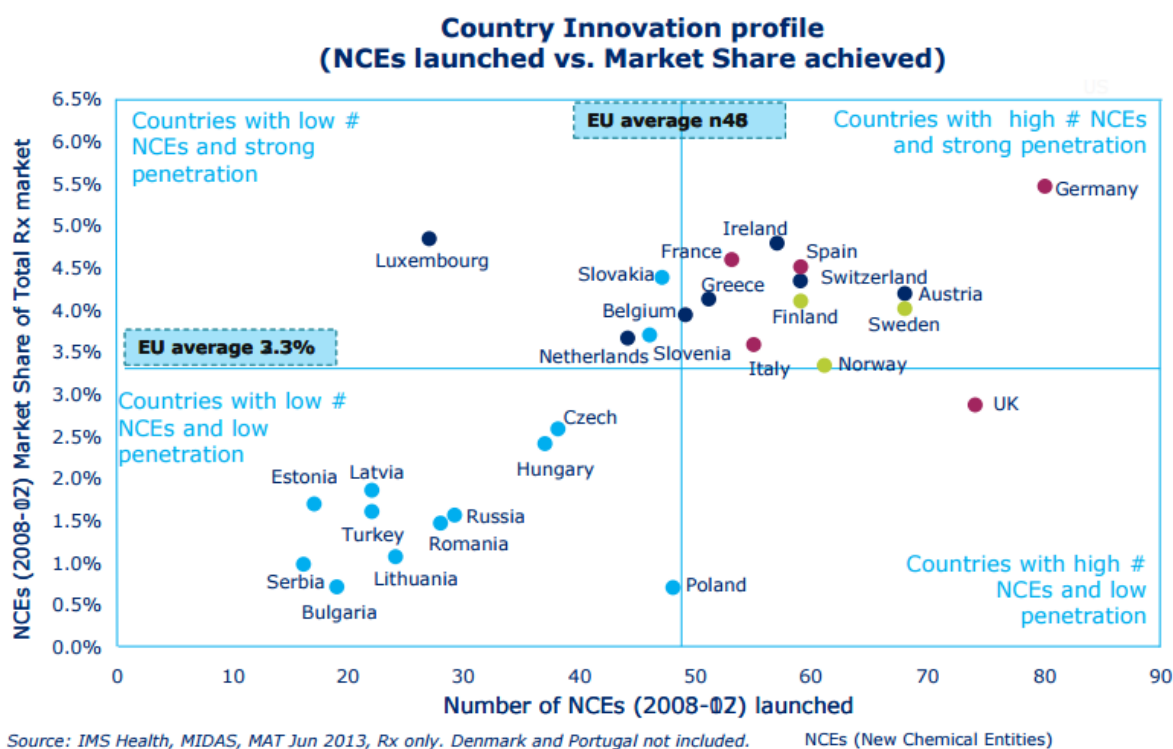 Country Innovation profile
(NCEs launched vs. Market Share achieved)
US
NCEs (2008-12) Market Share of Total Rx market
6.5%
6.0%
5.5%
5.0%
4.5%
4.0%
3.5%
3.0%
2.5%
2.0%
1.5%
1.0%
0.5%
0.0%
Countries with low #
NCEs and strong
penetration
EU average
Countries with high # NCEs
and strong penetration
Germany
Ireland
Luxembourg
France
Spain
Slovakia
Switzerland
Greece
Austria
Belgium
Finland
Sweden
EU average 3.3%
Netherlands
Slovenia
Italy
Norway
Countries with low #
NCEs and low
penetration
UK
Czech
Hungary
Estonia
Latvia
Russia
Turkey
Romania
Serbia
Lithuania
Bulgaria
Poland
Countries with high #
NCEs and low
penetration
0 10 20 30 40 50 60 70 80 90
Number of NCEs (2008-12) launched
Source: IMS Health, MIDAS, MAT Jun 2013, Rx only. Denmark and Portugal not included.
NCEs (New Chemical Entities)